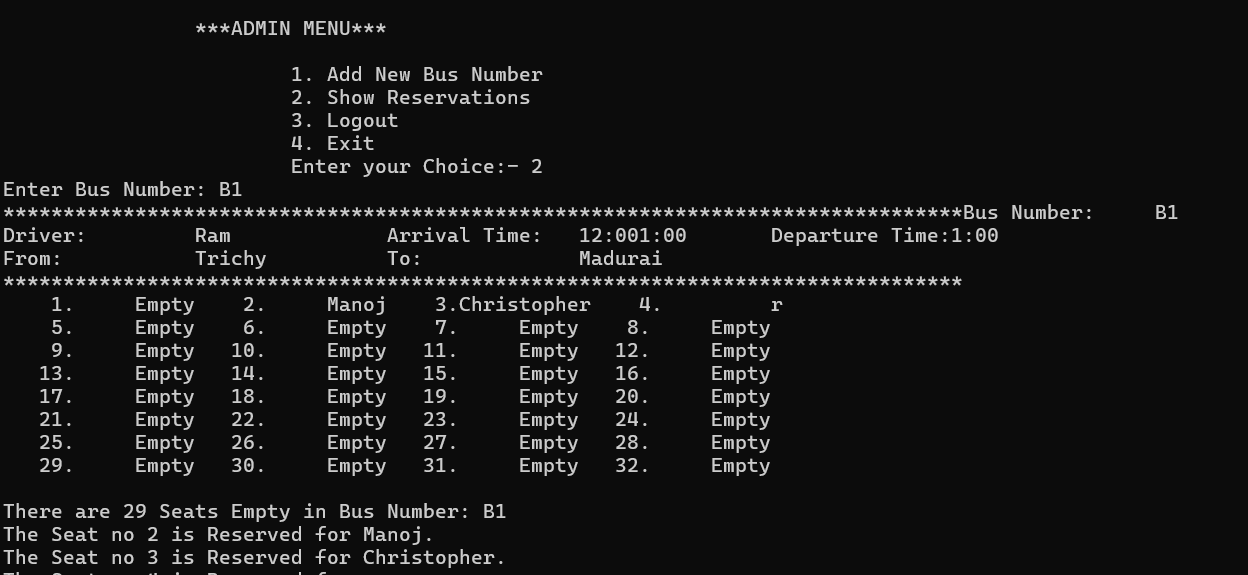 ***ADMIN MENU***
1. Add New Bus Number
2. Show Reservations
3. Logout
4. Exit
Enter your Choice:- 2
Enter Bus Number: B1
********************************************************************************Bus Number:     B1
Driver:         Ram             Arrival Time:   12:001:00       Departure Time:1:00
From:           Trichy          To:             Madurai
********************************************************************************
1.     Empty    2.     Manoj    3.Christopher    4.         r
5.     Empty    6.     Empty    7.     Empty    8.     Empty
9.     Empty   10.     Empty   11.     Empty   12.     Empty
13.     Empty   14.     Empty   15.     Empty   16.     Empty
17.     Empty   18.     Empty   19.     Empty   20.     Empty
21.     Empty   22.     Empty   23.     Empty   24.     Empty
25.     Empty   26.     Empty   27.     Empty   28.     Empty
29.     Empty   30.     Empty   31.     Empty   32.     Empty
There are 29 Seats Empty in Bus Number: B1
The Seat no 2 is Reserved for Manoj.
The Seat no 3 is Reserved for Christopher.